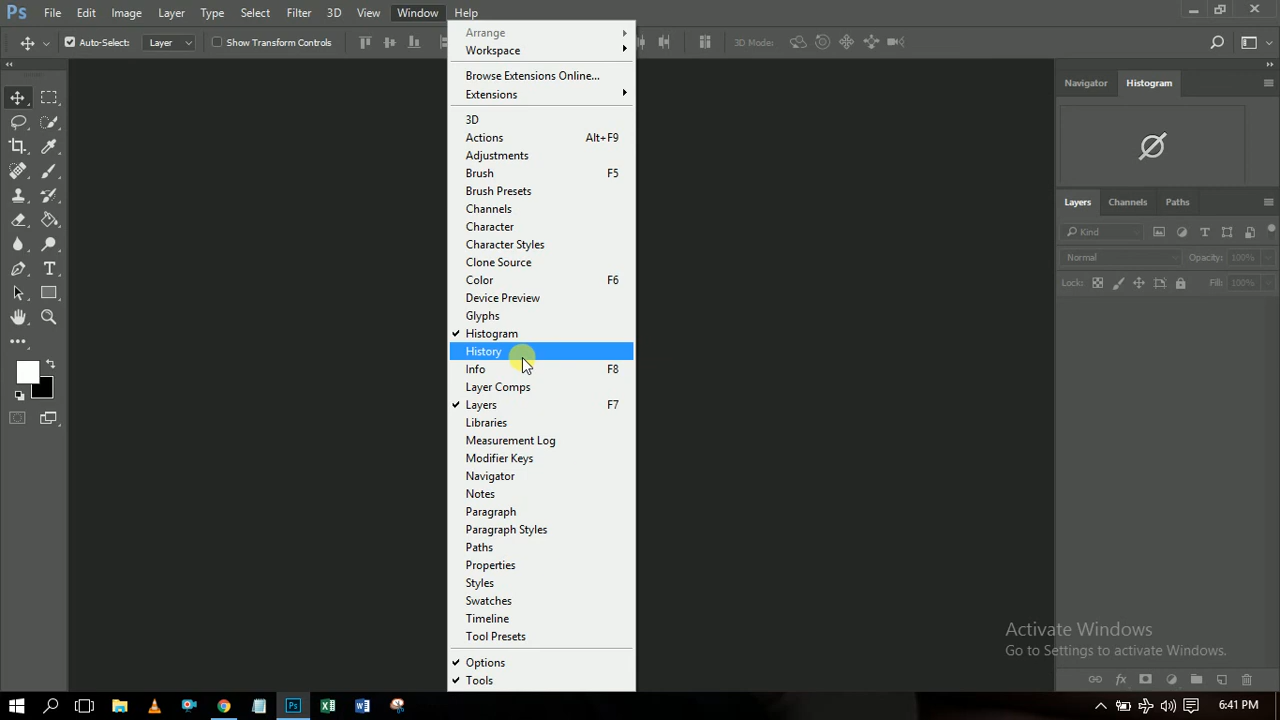 Ps File Edit Image Layer Type Select Filter 3D View Window Help
Auto-Select: Layer Show Transform Controls 3D Mode:
Arrange
Workspace
Browse Extensions Online...
Extensions
3D
Actions Alt+F9
Adjustments
Brush F5
Brush Presets
Channels
Character
Character Styles
Clone Source
Color F6
Device Preview
Glyphs
Histogram
History
Info F8
Layer Comps
Layers F7
Libraries
Measurement Log
Modifier Keys
Navigator
Notes
Paragraph
Paragraph Styles
Paths
Properties
Styles
Swatches
Timeline
Tool Presets
Options
Tools
Navigator Histogram
Layers Channels Paths
Kind
Normal Opacity: 100%
Lock: Fill: 100%
Activate Windows
Go to Settings to activate Windows.
Ps 6:41 PM